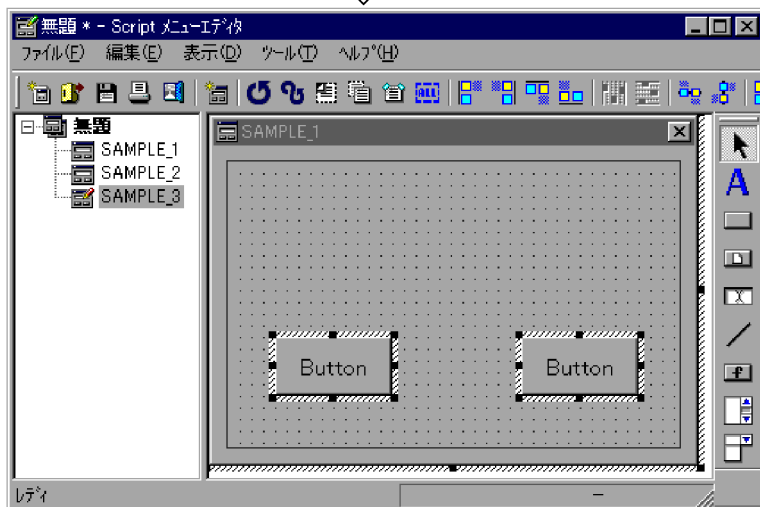 無題 * - Script ﾒﾆｭｰｴﾃﾞｨﾀ
ﾌｧｲﾙ(F) 編集(E) 表示(D) ﾂｰﾙ(T) ﾍﾙﾌﾟ(H)
ALL
無題
SAMPLE_1
SAMPLE_2
SAMPLE_3
SAMPLE_1
Button Button
A
f
ﾚﾃﾞｨ